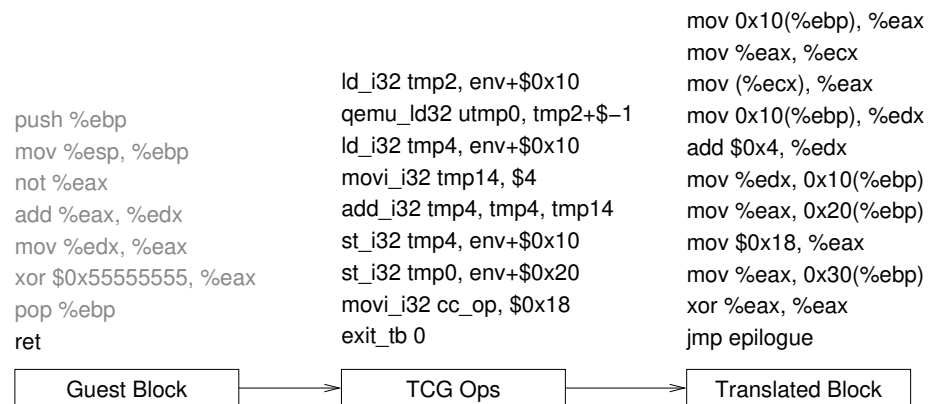 push %ebp
mov %esp, %ebp
not %eax
add %eax, %edx
mov %edx, %eax
xor $0x55555555, %eax
pop %ebp
ret
Guest Block
ld_i32 tmp2, env+$0x10
qemu_ld32 utmp0, tmp2+$−1
ld_i32 tmp4, env+$0x10
movi_i32 tmp14, $4
add_i32 tmp4, tmp4, tmp14
st_i32 tmp4, env+$0x10
st_i32 tmp0, env+$0x20
movi_i32 cc_op, $0x18
exit_tb 0
TCG Ops
mov 0x10(%ebp), %eax
mov %eax, %ecx
mov (%ecx), %eax
mov 0x10(%ebp), %edx
add $0x4, %edx
mov %edx, 0x10(%ebp)
mov %eax, 0x20(%ebp)
mov $0x18, %eax
mov %eax, 0x30(%ebp)
xor %eax, %eax
jmp epilogue
Translated Block